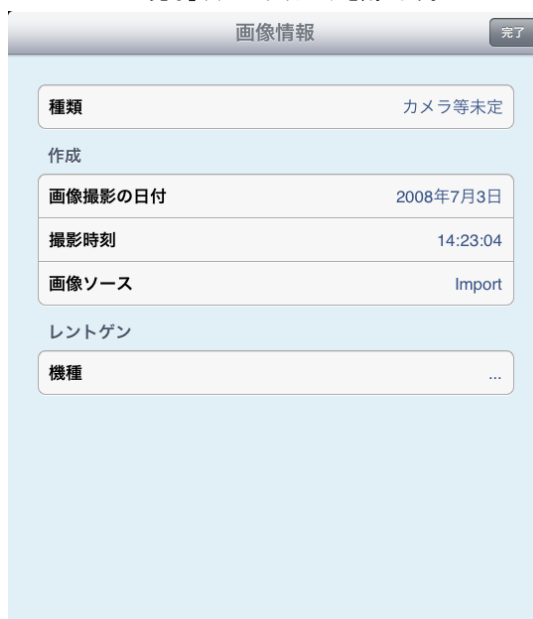 画像情報
完了
種類 カメラ等未定
作成
画像撮影の日付 2008年7月3日
撮影時刻 14:23:04
画像ソース Import
レントゲン
機種 ...